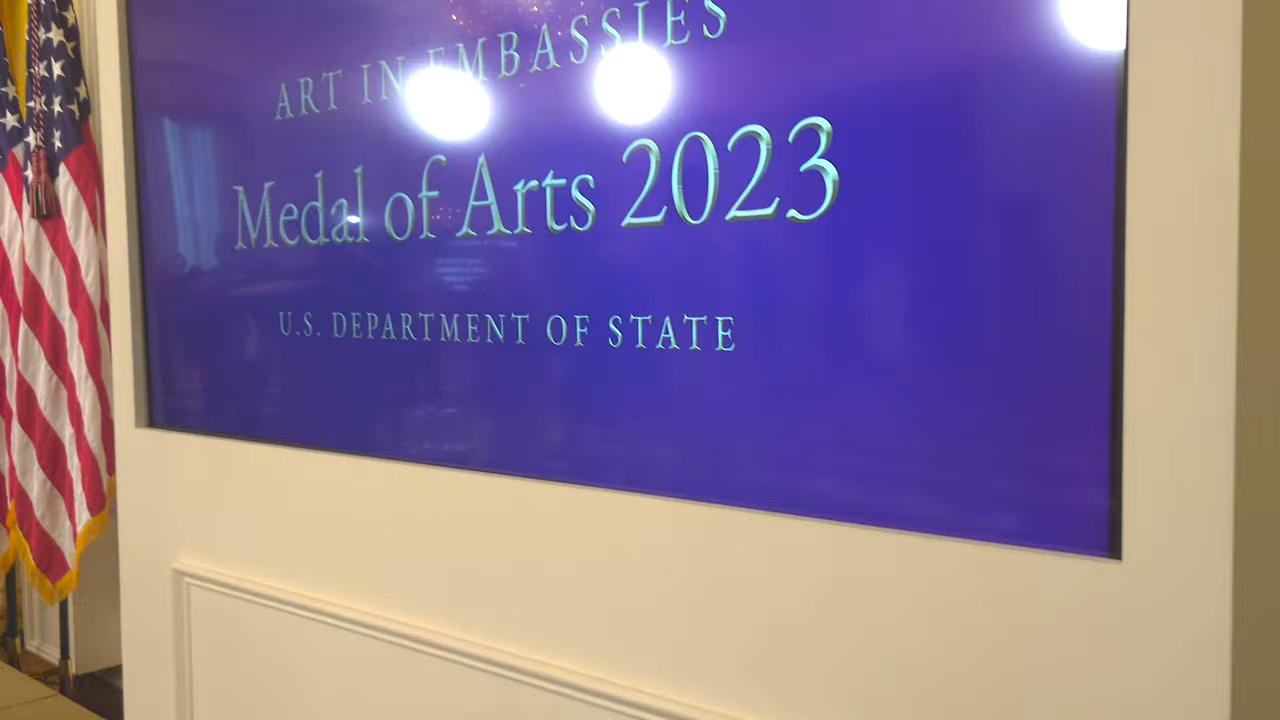 ART IN EMBASSIES
Medal of Arts 2023
U.S. DEPARTMENT OF STATE